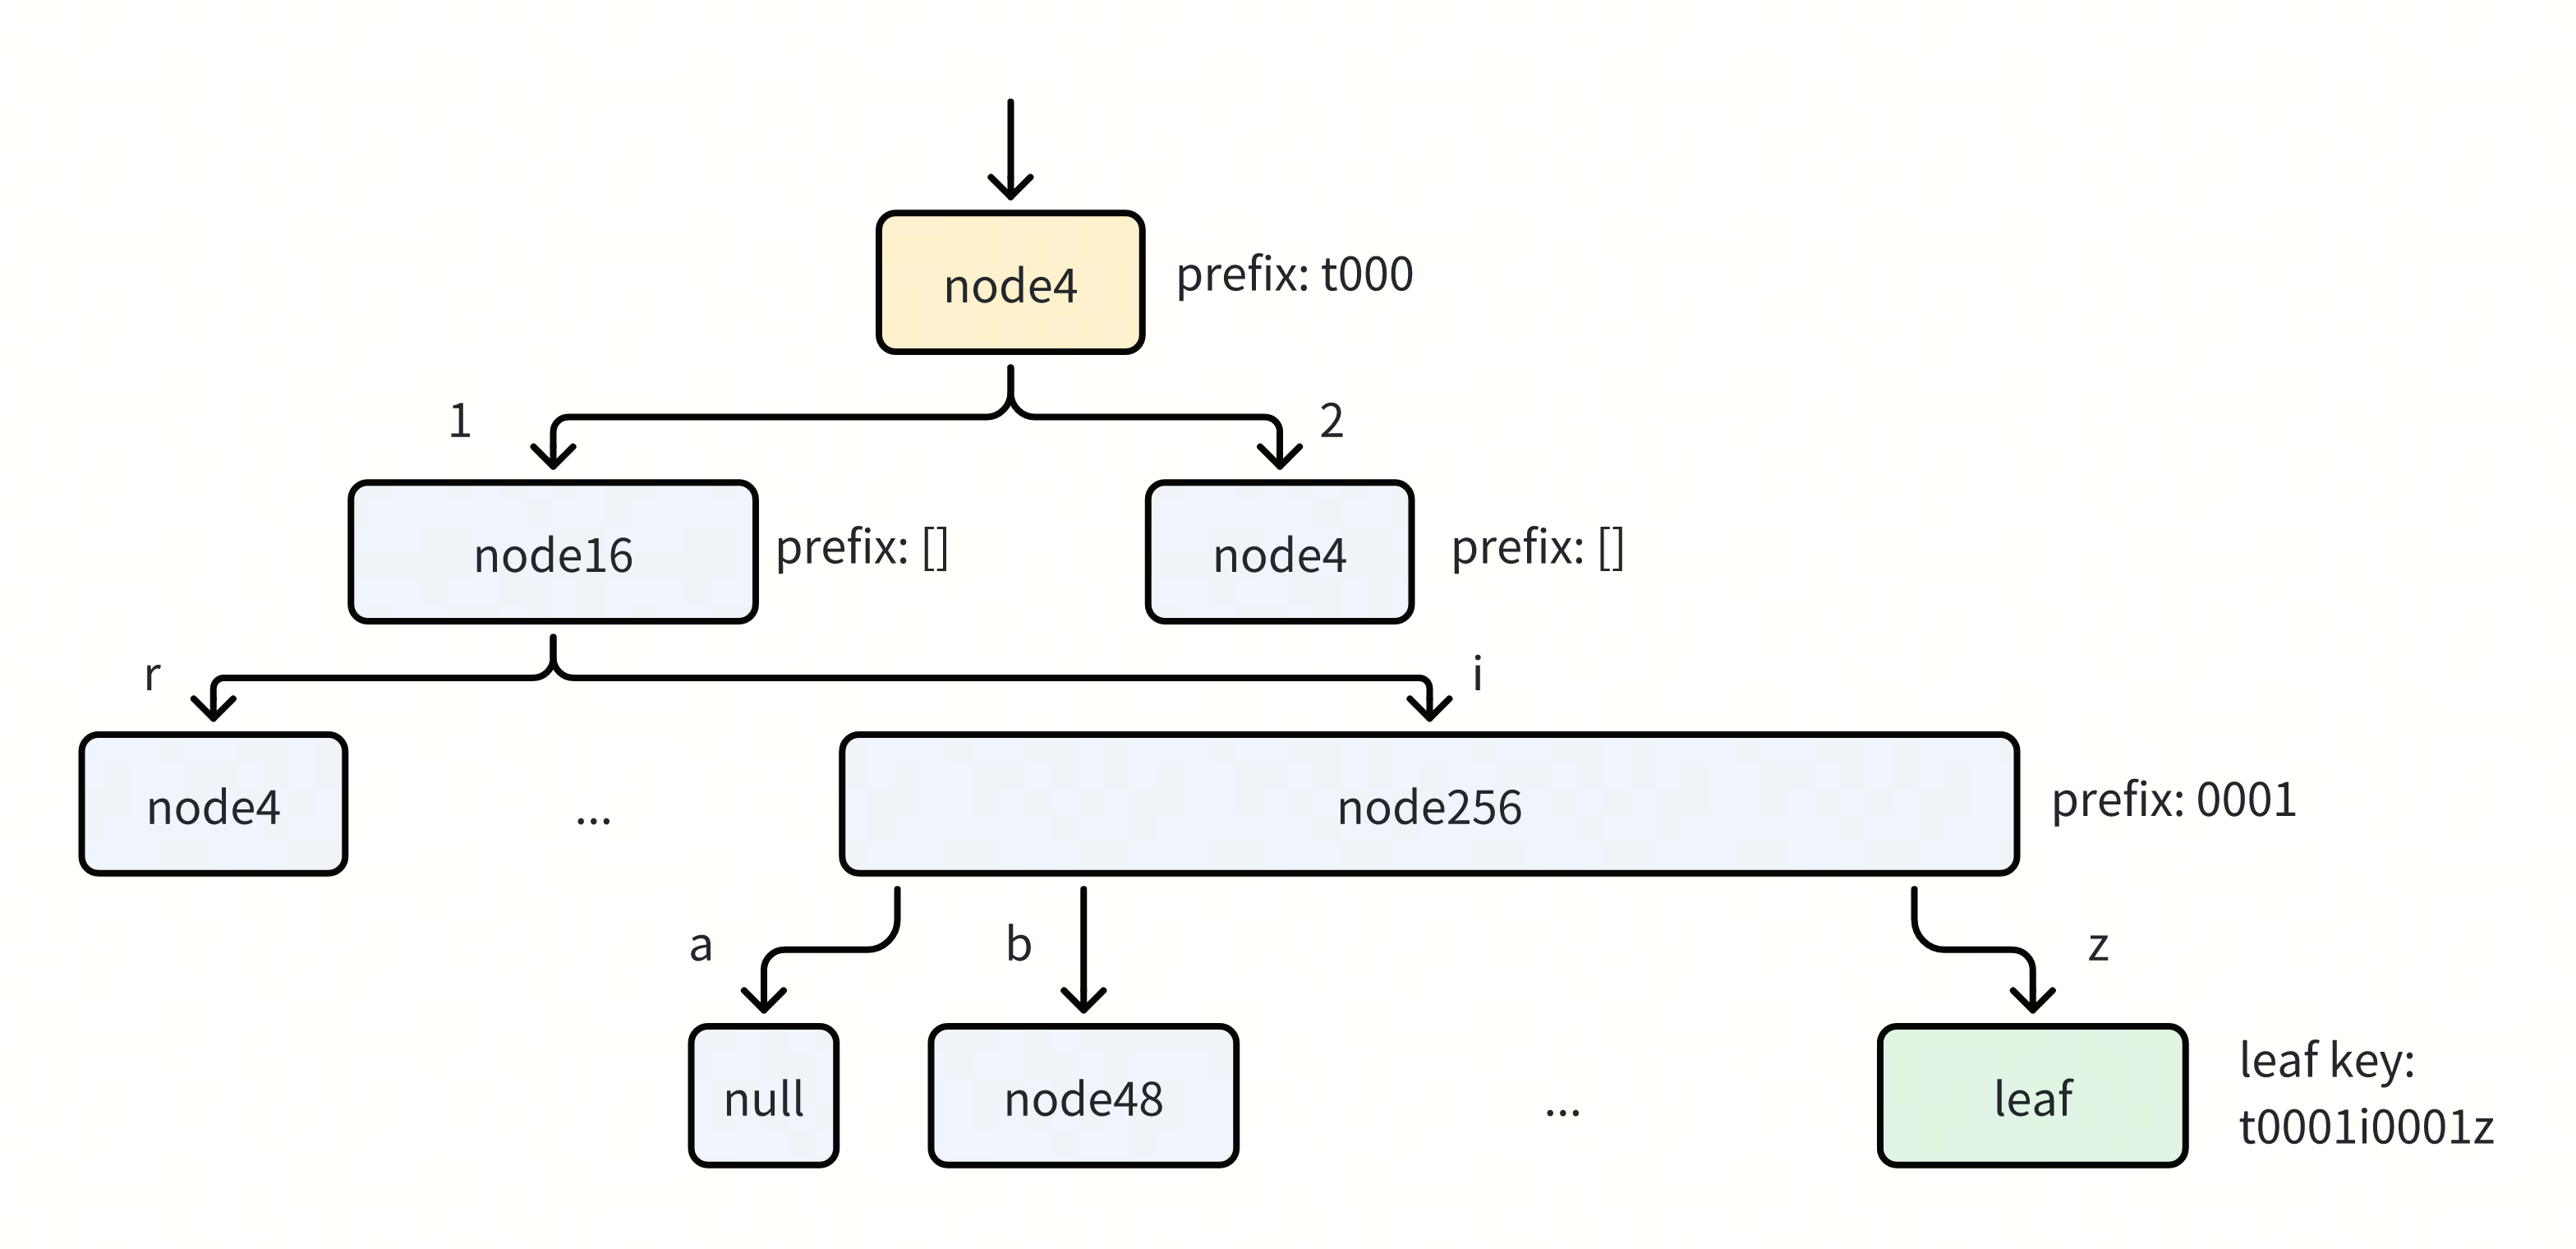 node4
prefix: t000
1
2
node16
prefix: []
node4
prefix: []
r
i
node4
...
node256
prefix: 0001
a
b
z
null
node48
...
leaf
leaf key:
t0001i0001z